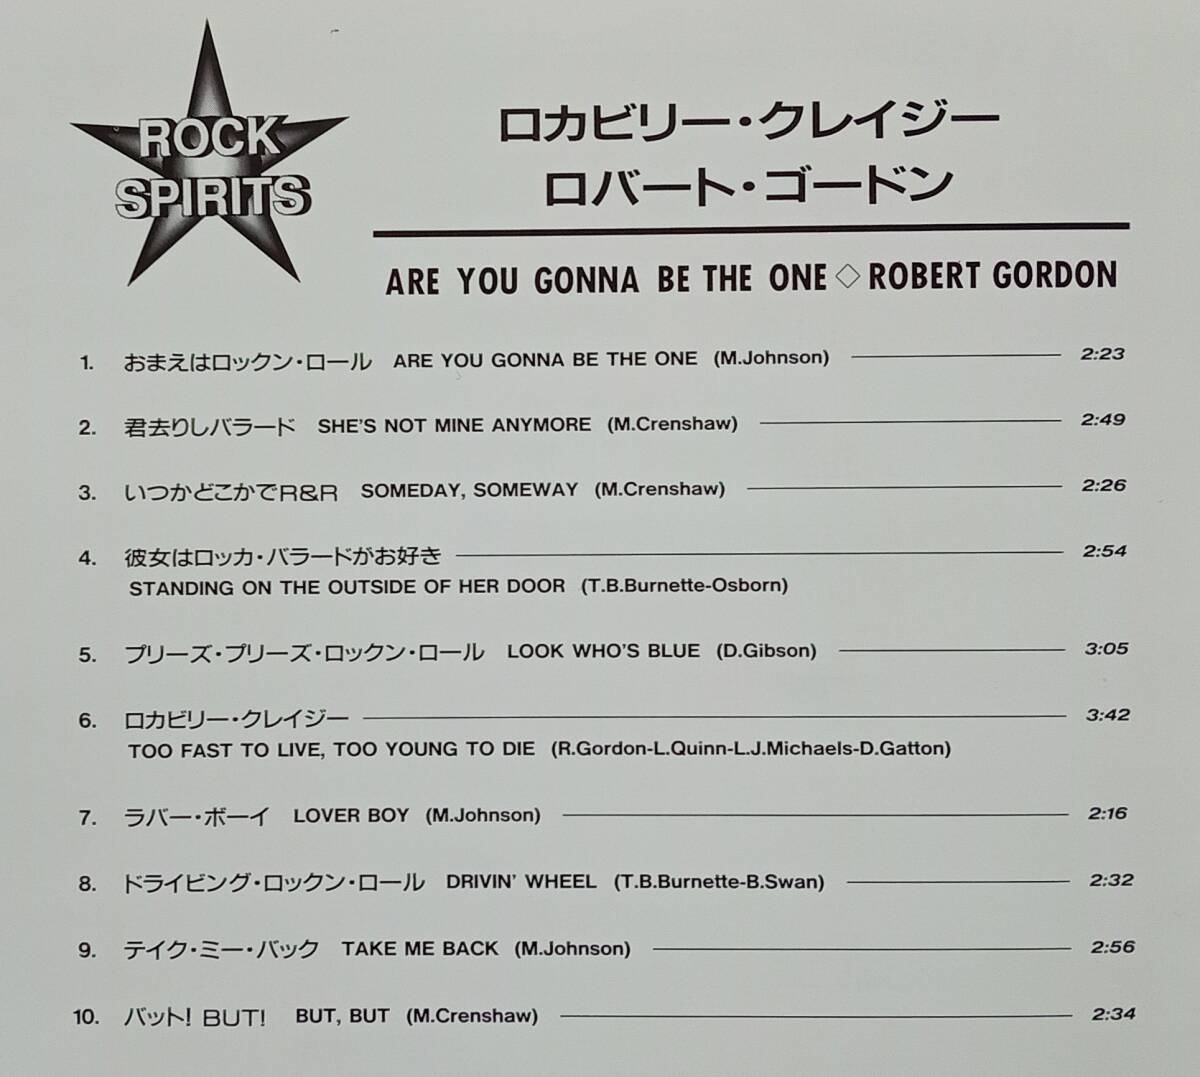 ROCK
SPIRITS
ロカビリー・クレイジー
ロバート・ゴードン
ARE YOU GONNA BE THE ONE◇ROBERT GORDON
1. おまえはロックン・ロール ARE YOU GONNA BE THE ONE (M.Johnson) 2:23
2. 君去りしバラード SHE'S NOT MINE ANYMORE (M.Crenshaw) 2:49
3. いつかどこかでR&R SOMEDAY, SOMEWAY (M.Crenshaw) 2:26
4. 彼女はロッカ・バラードがお好き 2:54
STANDING ON THE OUTSIDE OF HER DOOR (T.B.Burnette-Osborn)
5. プリーズ・プリーズ・ロックン・ロール LOOK WHO'S BLUE (D.Gibson) 3:05
6. ロカビリー・クレイジー 3:42
TOO FAST TO LIVE, TOO YOUNG TO DIE (R.Gordon-L.Quinn-L.J.Michaels-D.Gatton)
7. ラバー・ボーイ LOVER BOY (M.Johnson) 2:16
8. ドライビング・ロックン・ロール DRIVIN' WHEEL (T.B.Burnette-B.Swan) 2:32
9. テイク・ミー・バック TAKE ME BACK (M.Johnson) 2:56
10. バット! BUT! BUT, BUT (M.Crenshaw) 2:34